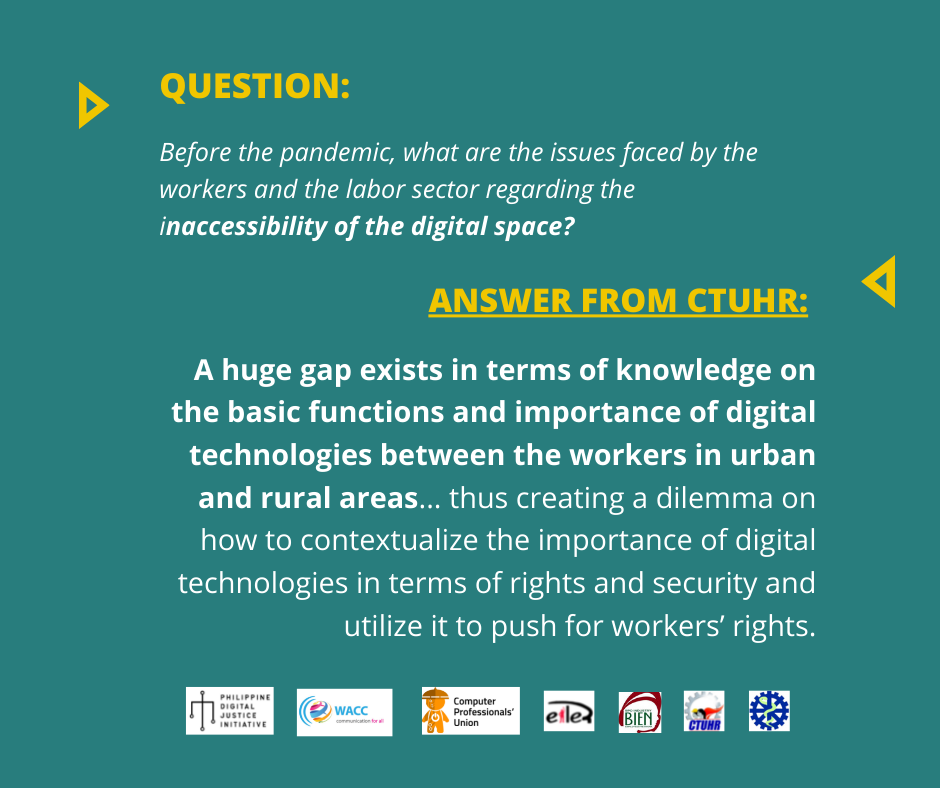 QUESTION:
Before the pandemic, what are the issues faced by the
workers and the labor sector regarding the
inaccessibility of the digital space?
ANSWER FROM CTUHR:
A huge gap exists in terms of knowledge on
the basic functions and importance of digital
technologies between the workers in urban
and rural areas... thus creating a dilemma on
how to contextualize the importance of digital
technologies in terms of rights and security and
utilize it to push for workers’ rights.
PHILIPPINE
DIGITAL
JUSTICE
INITIATIVE
WACC
communication for all
Computer
Professionals'
Union
eiler
BIEN
CTUHR